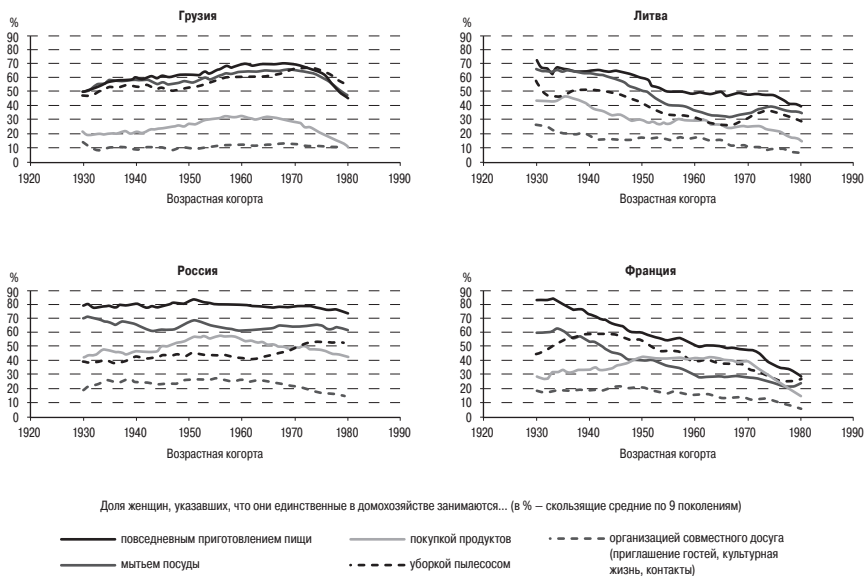 Грузия
%
90
80
70
60
50
40
30
20
10
0
1920 1930 1940 1950 1960 1970 1980 1990
Возрастная когорта
Литва
%
90
80
70
60
50
40
30
20
10
0
1920 1930 1940 1950 1960 1970 1980 1990
Возрастная когорта
Россия
%
90
80
70
60
50
40
30
20
10
0
1920 1930 1940 1950 1960 1970 1980 1990
Возрастная когорта
Франция
%
90
80
70
60
50
40
30
20
10
0
1920 1930 1940 1950 1960 1970 1980 1990
Возрастная когорта
Доля женщин, указавших, что они единственные в домохозяйстве занимаются... (в % – скользящие средние по 9 поколениям)
повседневным приготовлением пищи
мытьем посуды
покупкой продуктов
уборкой пылесосом
организацией совместного досуга
(приглашение гостей, культурная
жизнь, контакты)